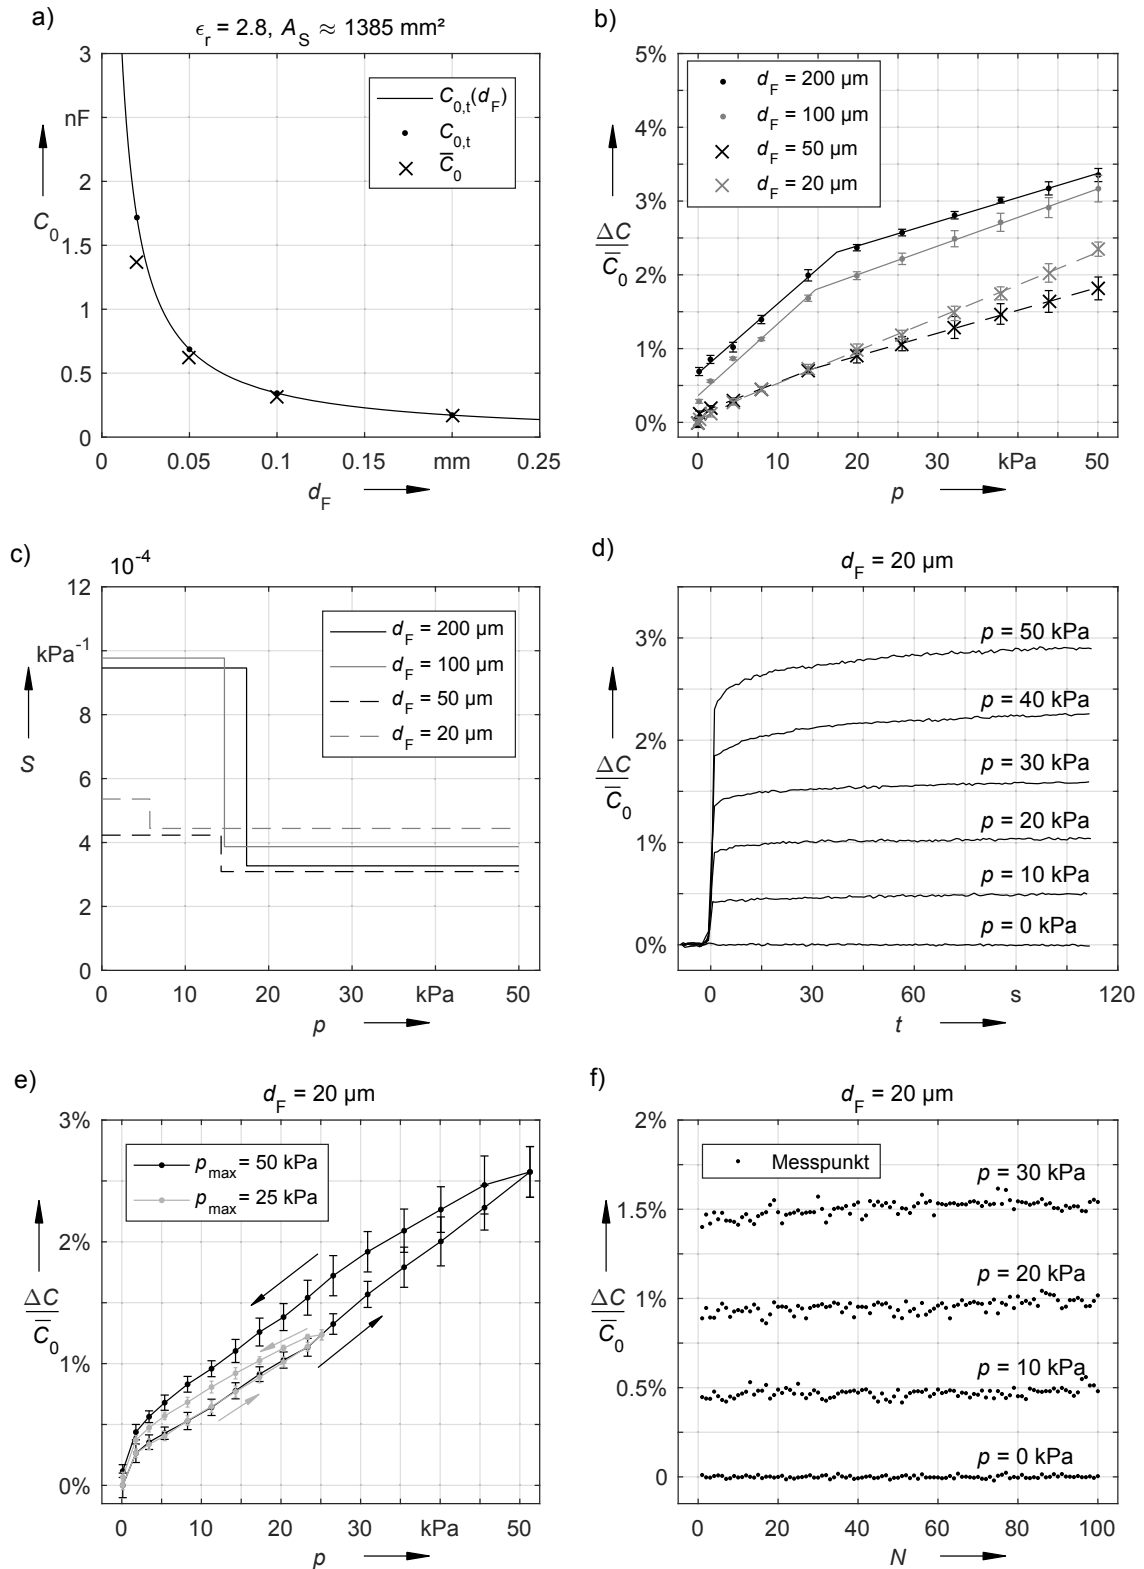 a)
ϵr = 2.8, AS ≈ 1385 mm²
3
nF
2
C0
1
1.5
0.5
0
0
0.05
0.1
0.15
mm
0.25
dF
C0,t(dF)
C0,t
C̅0
b)
5%
4%
ΔC
C̅0
3%
2%
1%
0%
0
10
20
30
kPa
50
p
dF = 200 µm
dF = 100 µm
dF = 50 µm
dF = 20 µm
c)
10-4
12
kPa-1
8
S
6
4
2
0
0
10
20
30
kPa
50
p
dF = 200 µm
dF = 100 µm
dF = 50 µm
dF = 20 µm
d)
dF = 20 µm
3%
ΔC
C̅0
2%
1%
0%
p = 50 kPa
p = 40 kPa
p = 30 kPa
p = 20 kPa
p = 10 kPa
p = 0 kPa
0
30
60
s
120
t
e)
dF = 20 µm
3%
2%
ΔC
C̅0
1%
0%
pmax = 50 kPa
pmax = 25 kPa
0
10
20
30
kPa
50
p
f)
dF = 20 µm
2%
1.5%
ΔC
C̅0
1%
0.5%
0
Messpunkt
p = 30 kPa
p = 20 kPa
p = 10 kPa
p = 0 kPa
0
20
40
60
80
100
N